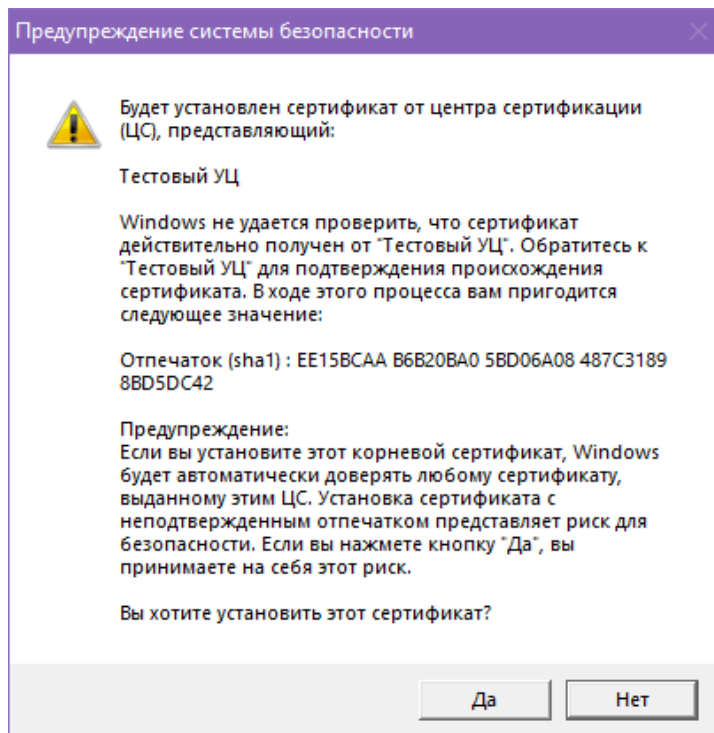 Предупреждение системы безопасности
Будет установлен сертификат от центра сертификации
(ЦС), представляющий:
Тестовый УЦ
Windows не удается проверить, что сертификат
действительно получен от "Тестовый УЦ". Обратитесь к
"Тестовый УЦ" для подтверждения происхождения
сертификата. В ходе этого процесса вам пригодится
следующее значение:
Отпечаток (sha1) : EE15BCAA B6B20BA0 5BD06A08 487C3189
8BD5DC42
Предупреждение:
Если вы установите этот корневой сертификат, Windows
будет автоматически доверять любому сертификату,
выданному этим ЦС. Установка сертификата с
неподтвержденным отпечатком представляет риск для
безопасности. Если вы нажмете кнопку "Да", вы
принимаете на себя этот риск.
Вы хотите установить этот сертификат?
Да
Нет